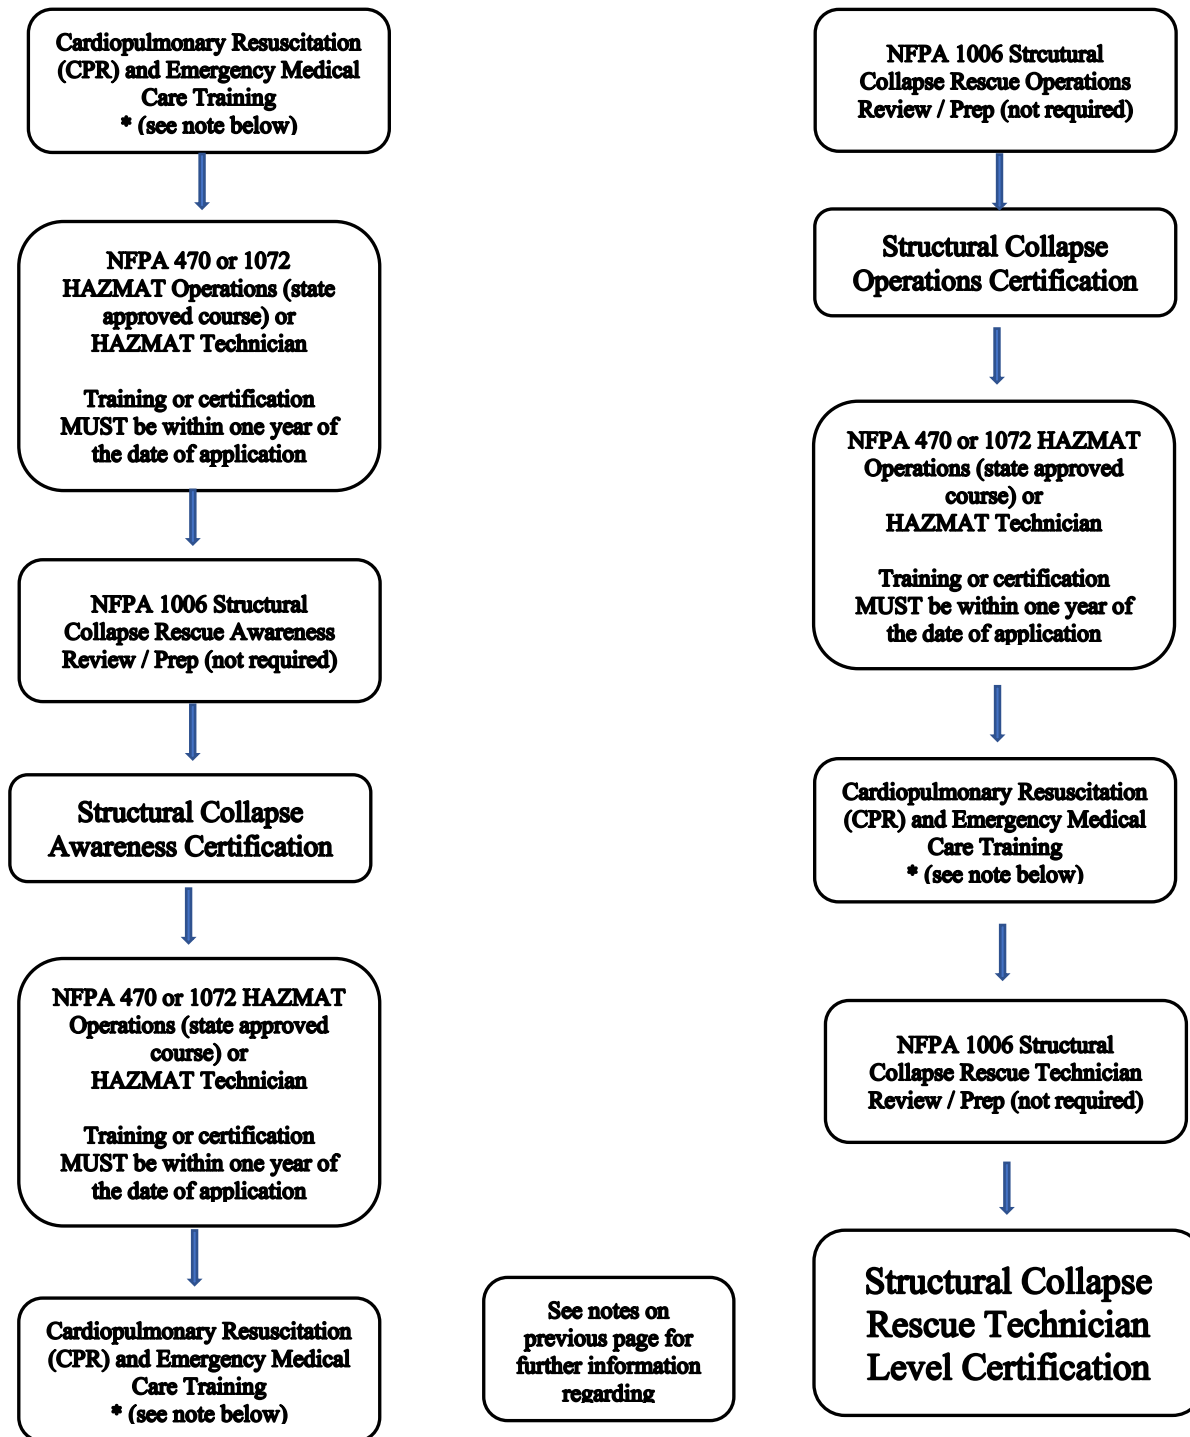 Cardiopulmonary Resuscitation
(CPR) and Emergency Medical
Care Training
* (see note below)
NFPA 470 or 1072
HAZMAT Operations (state
approved course) or
HAZMAT Technician
Training or certification
MUST be within one year of
the date of application
NFPA 1006 Structural
Collapse Rescue Awareness
Review / Prep (not required)
Structural Collapse
Awareness Certification
NFPA 470 or 1072 HAZMAT
Operations (state approved
course) or
HAZMAT Technician
Training or certification
MUST be within one year of
the date of application
Cardiopulmonary Resuscitation
(CPR) and Emergency Medical
Care Training
* (see note below)
See notes on
previous page for
further information
regarding
NFPA 1006 Strcutural
Collapse Rescue Operations
Review / Prep (not required)
Structural Collapse
Operations Certification
NFPA 470 or 1072 HAZMAT
Operations (state approved
course) or
HAZMAT Technician
Training or certification
MUST be within one year of
the date of application
Cardiopulmonary Resuscitation
(CPR) and Emergency Medical
Care Training
* (see note below)
NFPA 1006 Structural
Collapse Rescue Technician
Review / Prep (not required)
Structural Collapse
Rescue Technician
Level Certification